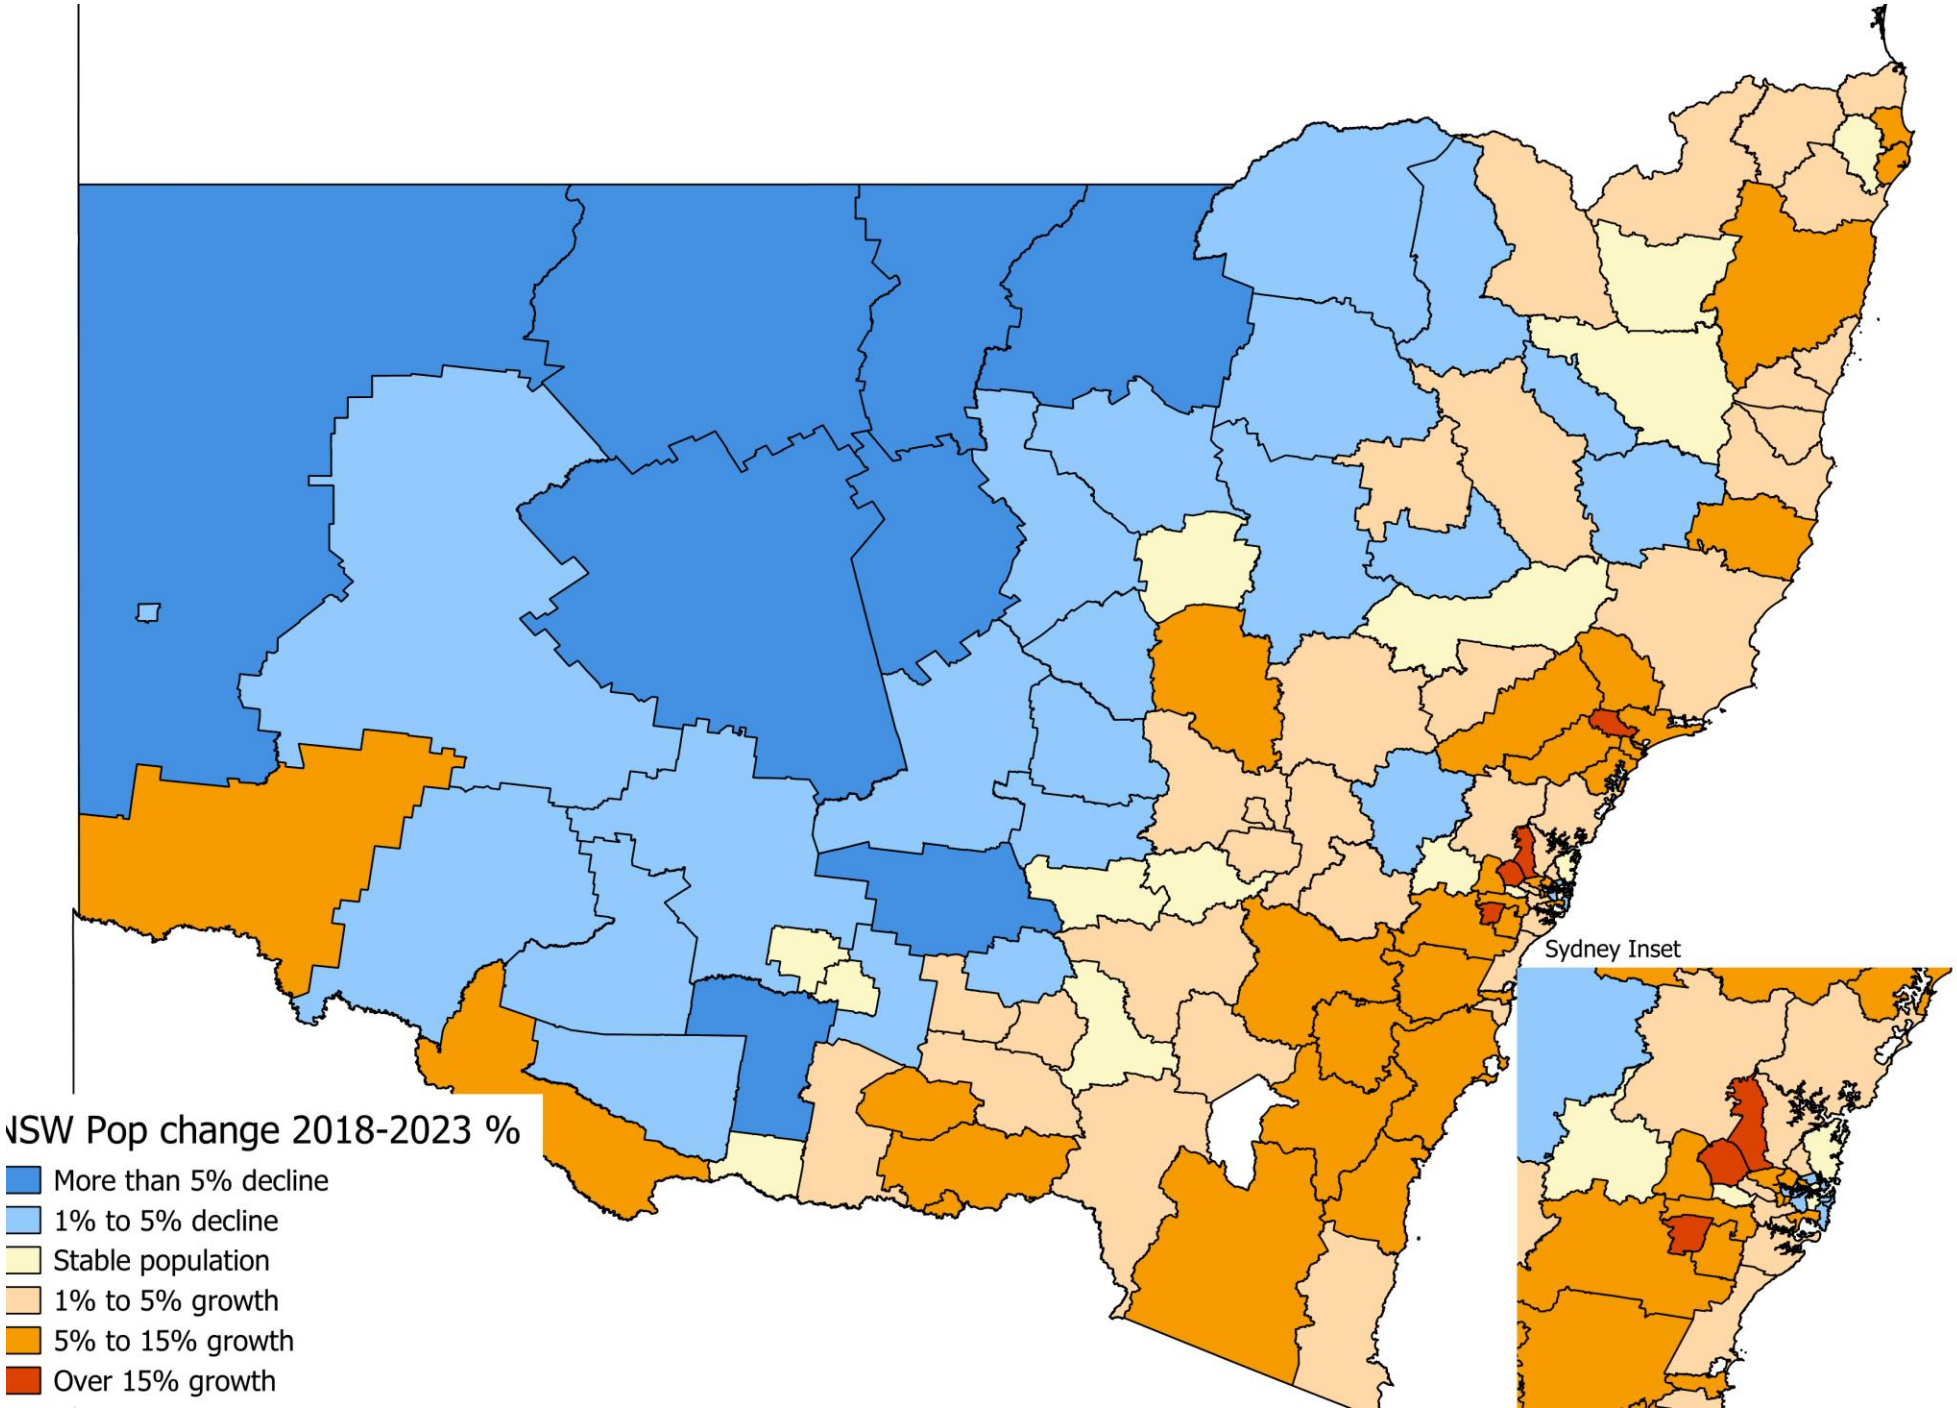 Sydney Inset
NSW Pop change 2018-2023 %
More than 5% decline
1% to 5% decline
Stable population
1% to 5% growth
5% to 15% growth
Over 15% growth